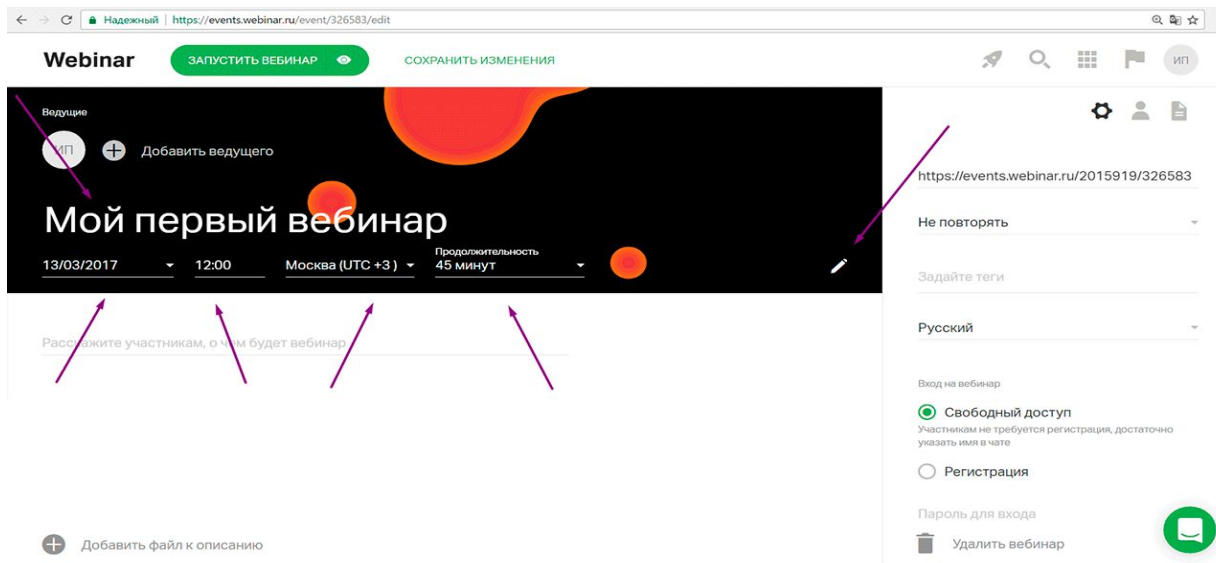 Надежный | https://events.webinar.ru/event/326583/edit
Webinar
ЗАПУСТИТЬ ВЕБИНАР
СОХРАНИТЬ ИЗМЕНЕНИЯ
ИП
Ведущие
ИП
Добавить ведущего
Мой первый вебинар
Продолжительность
13/03/2017 12:00 Москва (UTC +3 ) 45 минут
Расскажите участникам, о чем будет вебинар
Добавить файл к описанию
https://events.webinar.ru/2015919/326583
Не повторять
Задайте теги
Русский
Вход на вебинар
Свободный доступ
Участникам не требуется регистрация, достаточно
указать имя в чате
Регистрация
Пароль для входа
Удалить вебинар